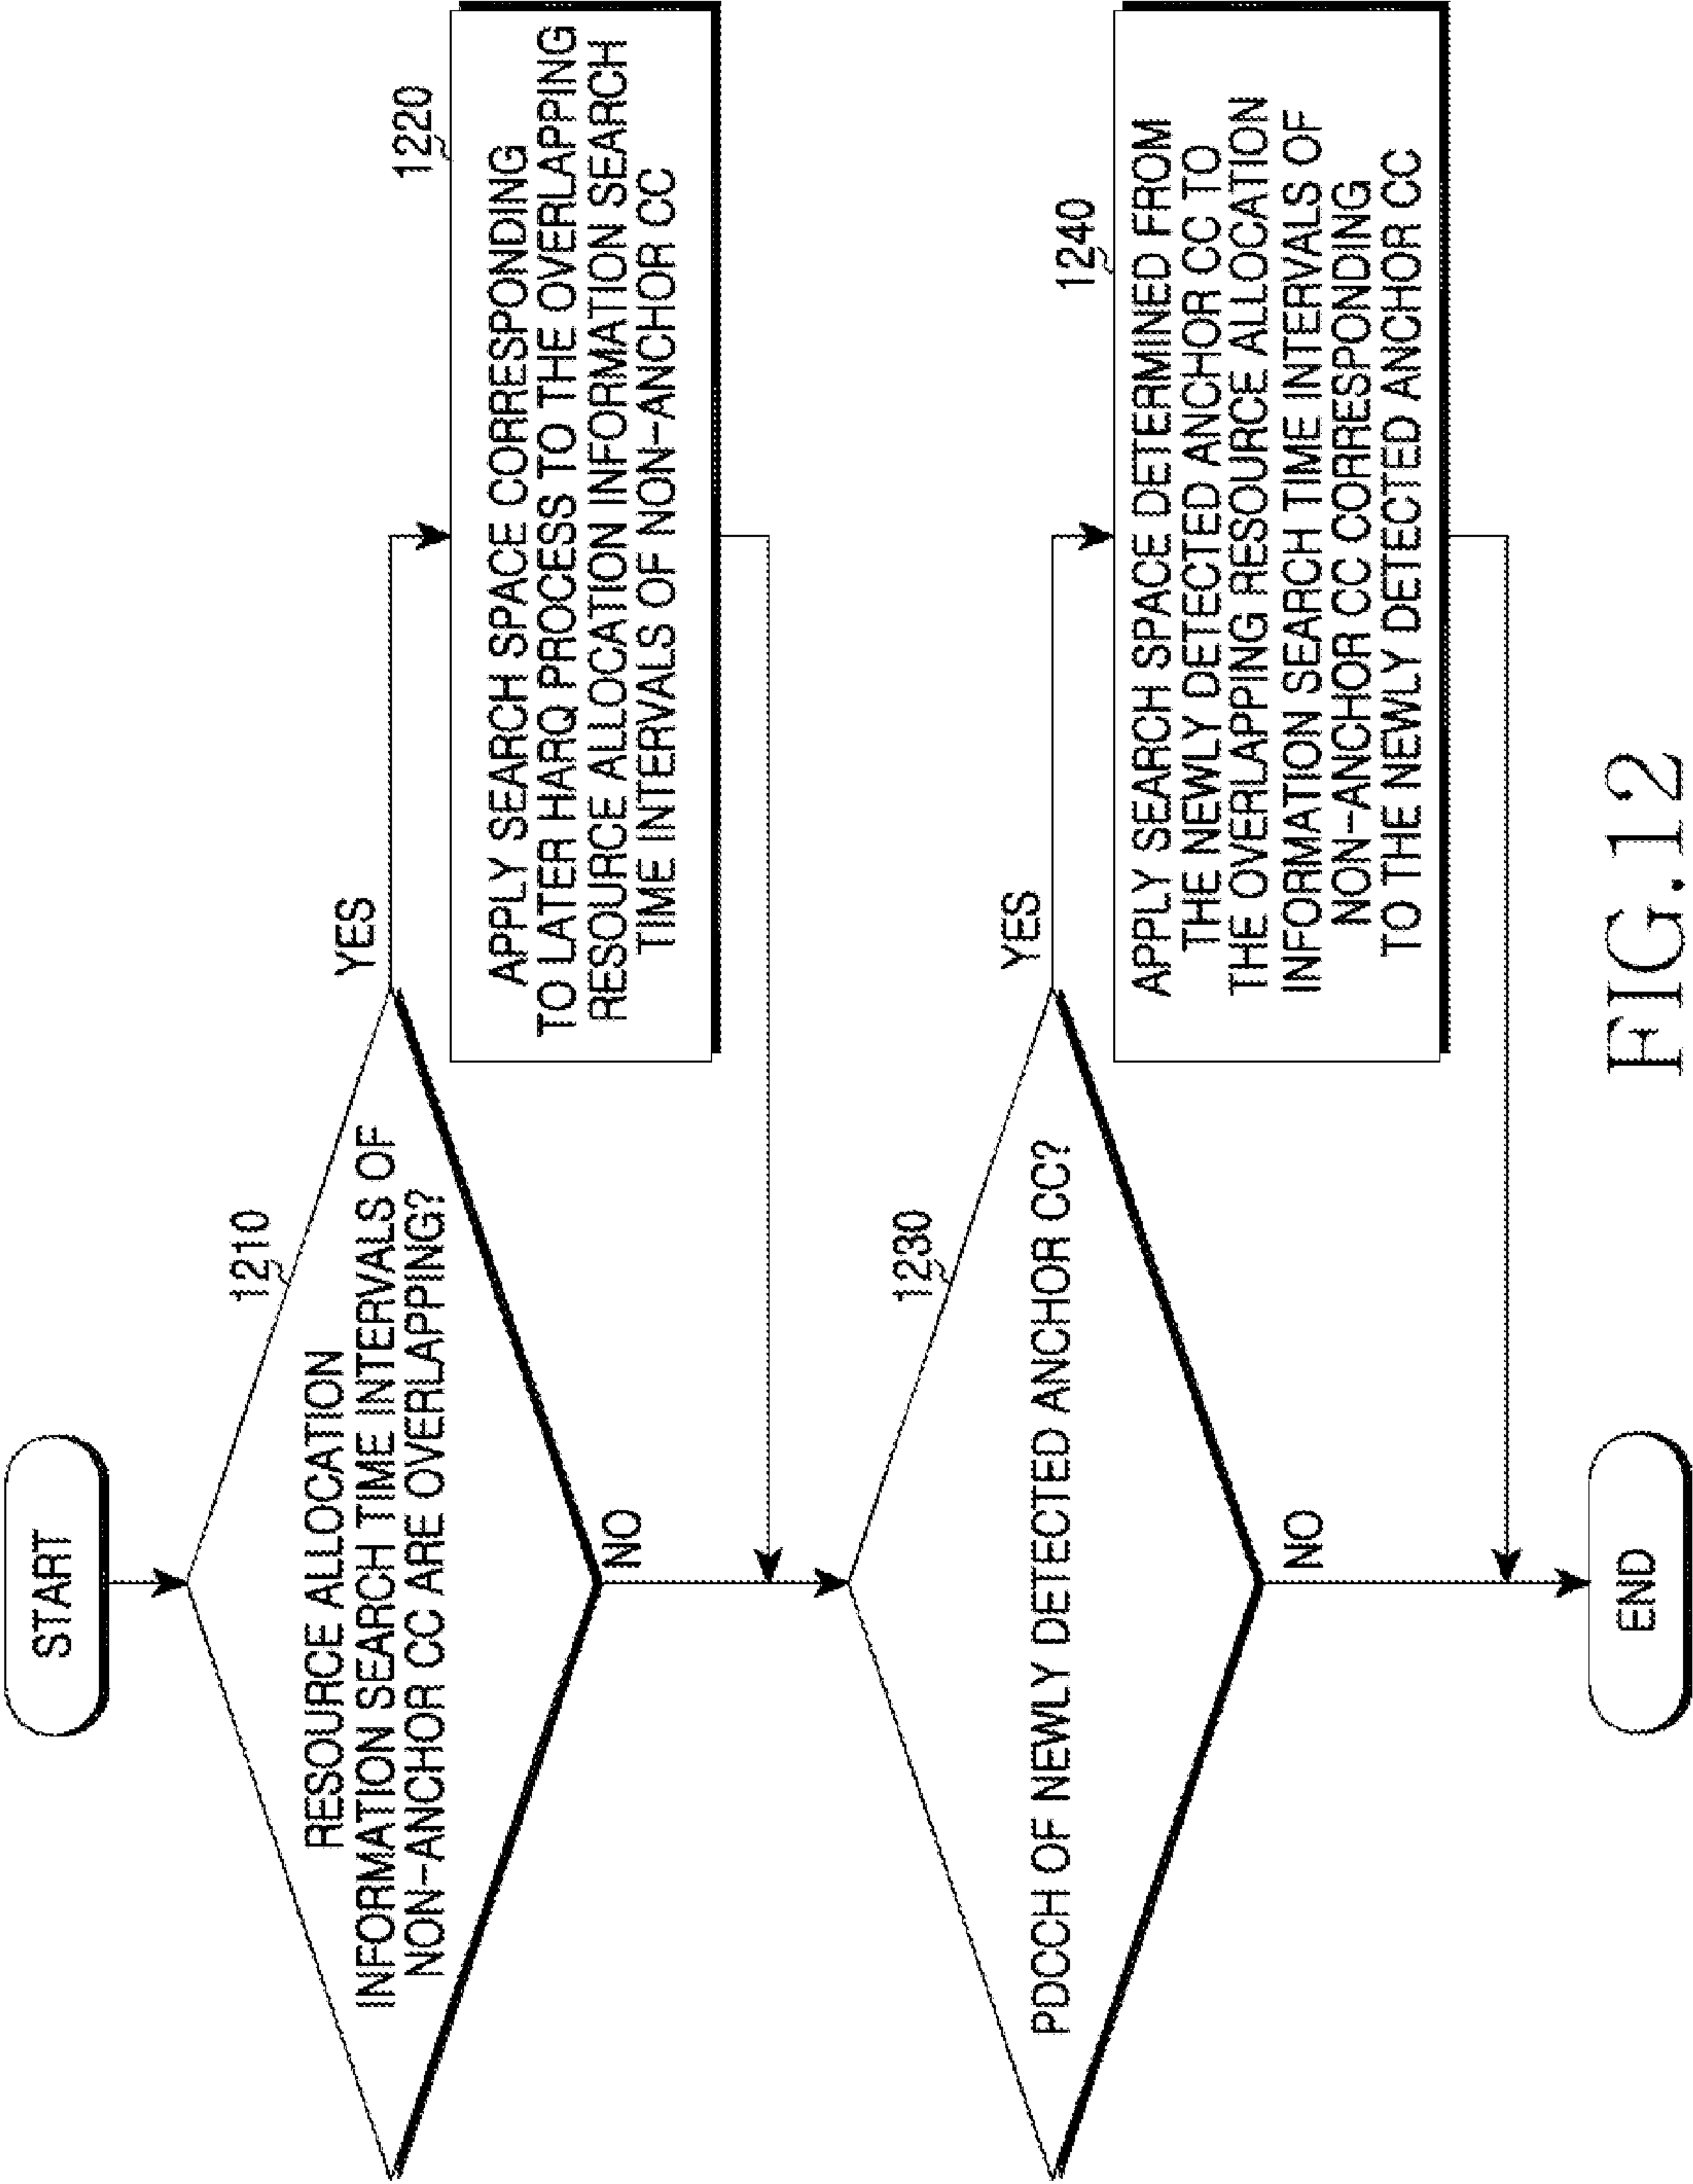 START
1210
RESOURCE ALLOCATION
INFORMATION SEARCH TIME INTERVALS OF
NON-ANCHOR CC ARE OVERLAPPING?
YES
NO
1220
APPLY SEARCH SPACE CORRESPONDING
TO LATER HARQ PROCESS TO THE OVERLAPPING
RESOURCE ALLOCATION INFORMATION SEARCH
TIME INTERVALS OF NON-ANCHOR CC
1230
PDCCH OF NEWLY DETECTED ANCHOR CC?
YES
NO
1240
APPLY SEARCH SPACE DETERMINED FROM
THE NEWLY DETECTED ANCHOR CC TO
THE OVERLAPPING RESOURCE ALLOCATION
INFORMATION SEARCH TIME INTERVALS OF
NON-ANCHOR CC CORRESPONDING
TO THE NEWLY DETECTED ANCHOR CC
END
FIG.12